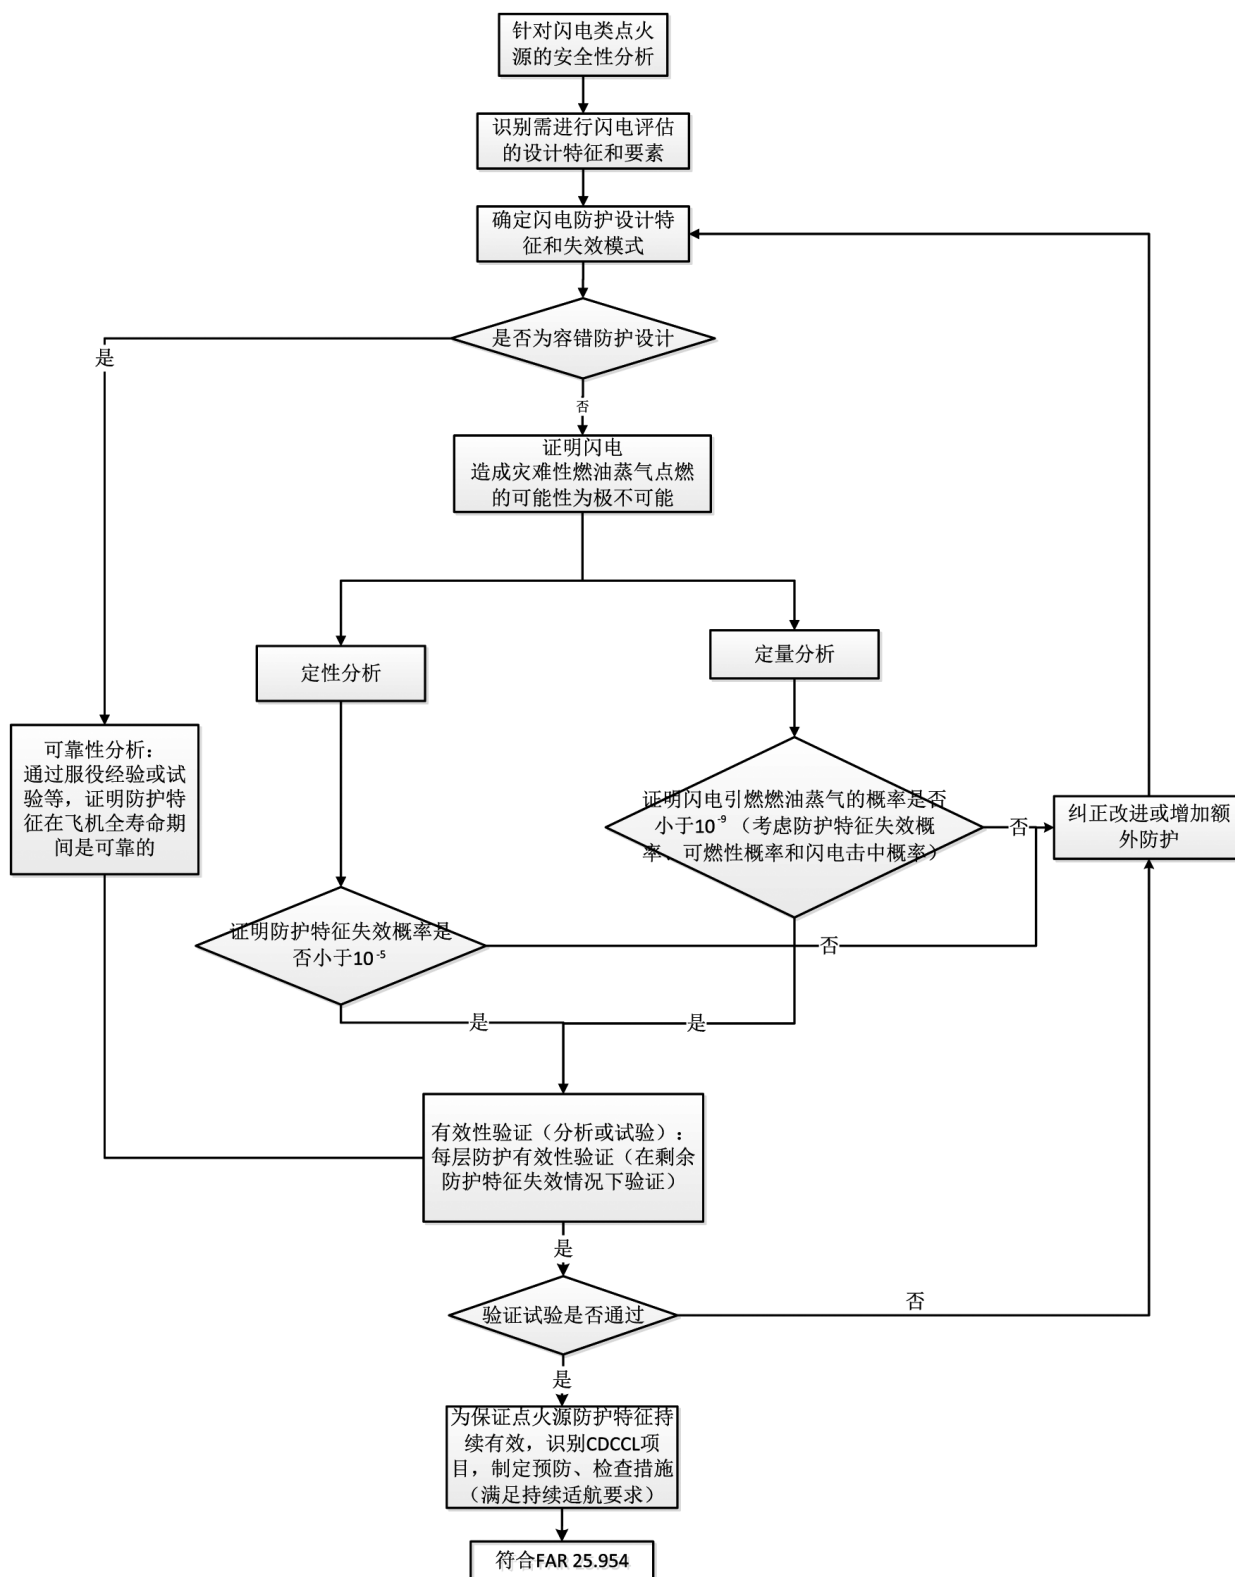 针对闪电类点火
源的安全性分析
识别需进行闪电评估
的设计特征和要素
确定闪电防护设计特
征和失效模式
是否为容错防护设计
是
否
证明闪电
造成灾难性燃油蒸气点燃
的可能性为极不可能
定性分析
定量分析
可靠性分析：
通过服役经验或试
验等，证明防护特
征在飞机全寿命期
间是可靠的
证明闪电引燃燃油蒸气的概率是否
小于10⁻⁹（考虑防护特征失效概
率、可燃性概率和闪电击中概率）
否
纠正改进或增加额
外防护
证明防护特征失效概率是
否小于10⁻⁵
否
是
是
有效性验证（分析或试验）：
每层防护有效性验证（在剩余
防护特征失效情况下验证）
是
验证试验是否通过
否
是
为保证点火源防护特征持
续有效，识别CDCCL项
目，制定预防、检查措施
（满足持续适航要求）
符合FAR 25.954